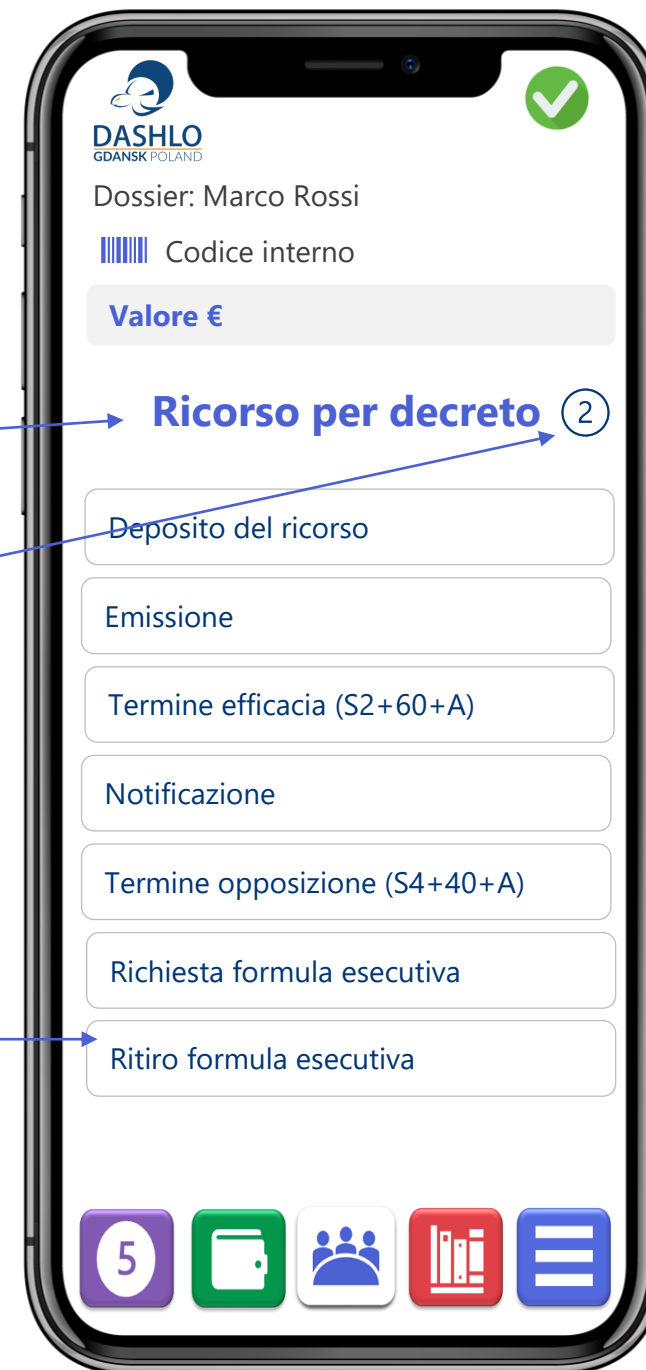 DASHLO
GDANSK POLAND
Dossier: Marco Rossi
Codice interno
Valore €
Ricorso per decreto 2
Deposito del ricorso
Emissione
Termine efficacia (S2+60+A)
Notificazione
Termine opposizione (S4+40+A)
Richiesta formula esecutiva
Ritiro formula esecutiva
5